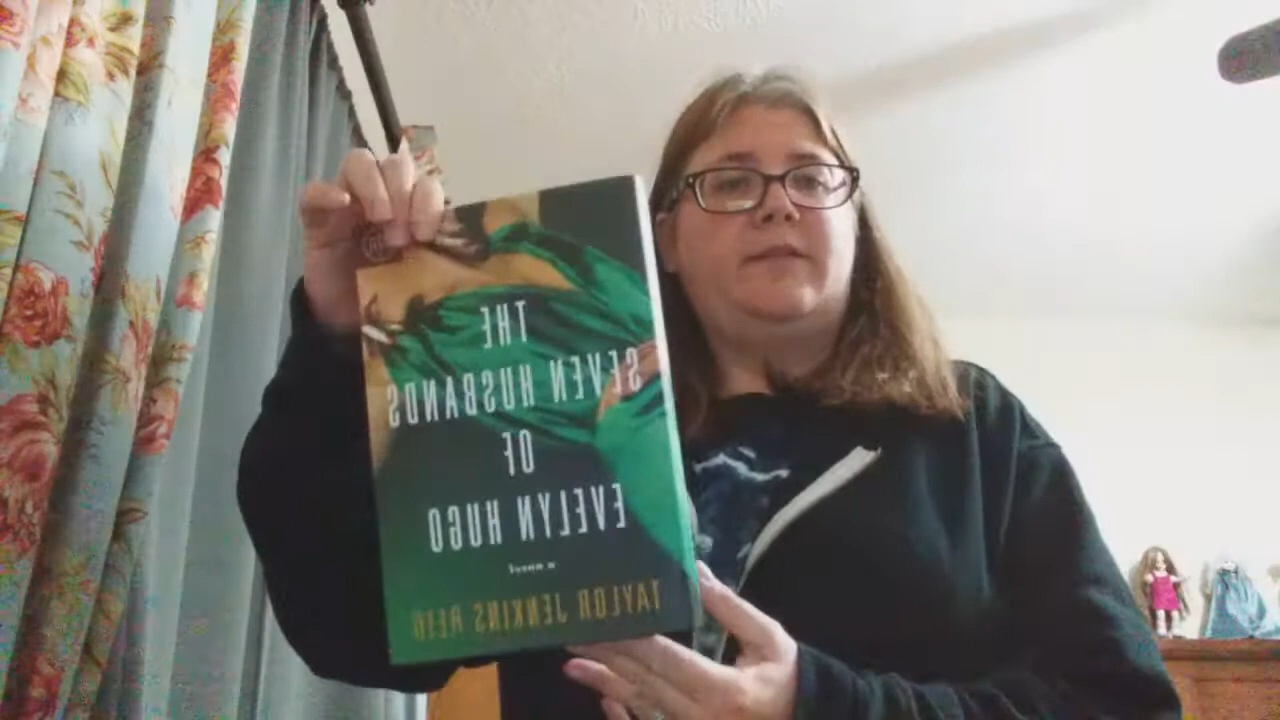 THE
SEVEN HUSBANDS
OF
EVELYN HUGO
a novel
TAYLOR JENKINS REID